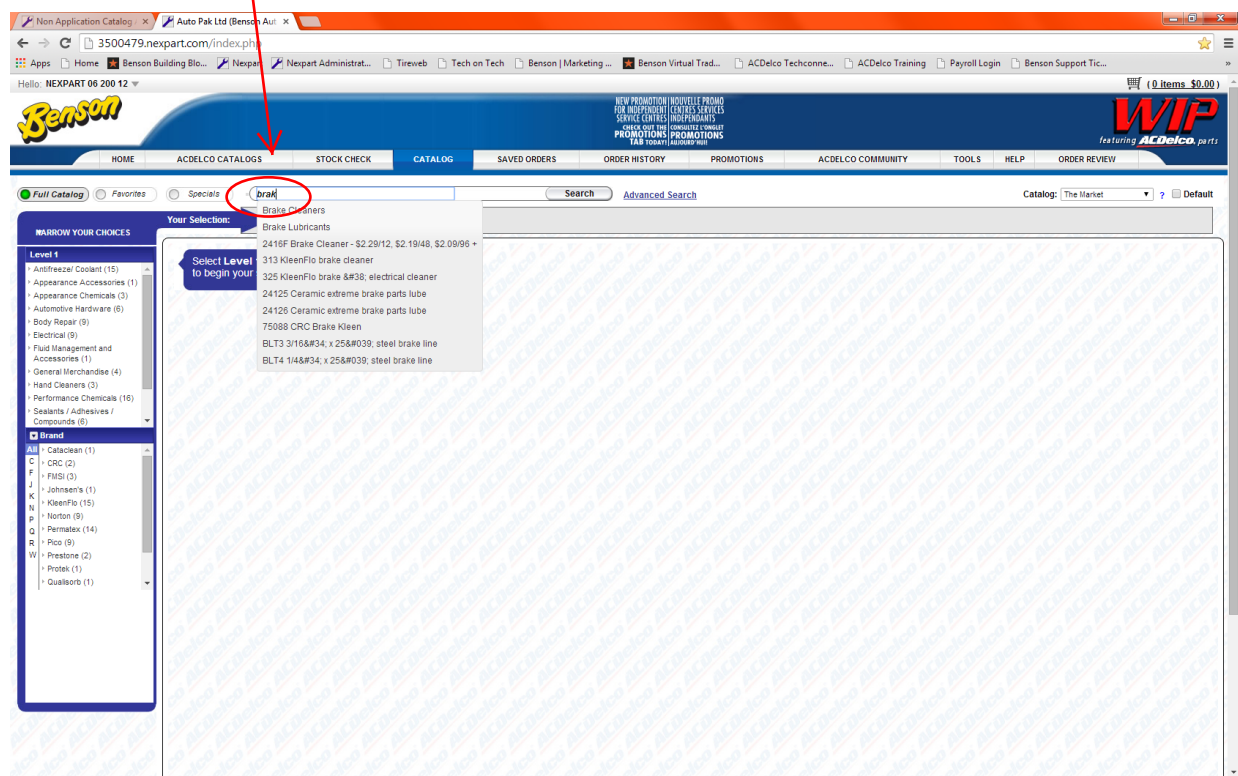 Non Application Catalog /
Auto Pak Ltd (Benson Aut
3500479.nexpart.com/index.php
Apps Home Benson Building Blo... Nexpart Nexpart Administrat... Tireweb Tech on Tech Benson | Marketing ... Benson Virtual Trad... ACDelco Techconne... ACDelco Training Payroll Login Benson Support Tic... »
Hello: NEXPART 06 200 12
( 0 items $0.00 )
Benson
NEW PROMOTION NOUVELLE PROMO
FOR INDEPENDENT CENTRES SERVICES
SERVICE CENTRES INDÉPENDANTS
CHECK OUT THE CONSULTEZ L'ONGLET
PROMOTIONS PROMOTIONS
TAB TODAY! AUJOURD'HUI!
WIP
featuring ACDelco. parts
HOME ACDELCO CATALOGS STOCK CHECK CATALOG SAVED ORDERS ORDER HISTORY PROMOTIONS ACDELCO COMMUNITY TOOLS HELP ORDER REVIEW
Full Catalog Favorites Specials brak Search Advanced Search Catalog: The Market ? Default
Your Selection:
NARROW YOUR CHOICES
Brake Cleaners
Brake Lubricants
2416F Brake Cleaner - $2.29/12, $2.19/48, $2.09/96 +
313 KleenFlo brake cleaner
325 KleenFlo brake &#38; electrical cleaner
24125 Ceramic extreme brake parts lube
24126 Ceramic extreme brake parts lube
75088 CRC Brake Kleen
BLT3 3/16&#34; x 25&#039; steel brake line
BLT4 1/4&#34; x 25&#039; steel brake line
Select Level
to begin your
Level 1
Antifreeze/ Coolant (15)
Appearance Accessories (1)
Appearance Chemicals (3)
Automotive Hardware (6)
Body Repair (9)
Electrical (9)
Fluid Management and
Accessories (1)
General Merchandise (4)
Hand Cleaners (3)
Performance Chemicals (16)
Sealants / Adhesives /
Compounds (6)
Brand
All Cataclean (1)
C CRC (2)
F FMSI (3)
J Johnsen's (1)
K KleenFlo (15)
N Norton (9)
P Permatex (14)
Q Pico (9)
R Prestone (2)
W Protek (1)
Qualisorb (1)